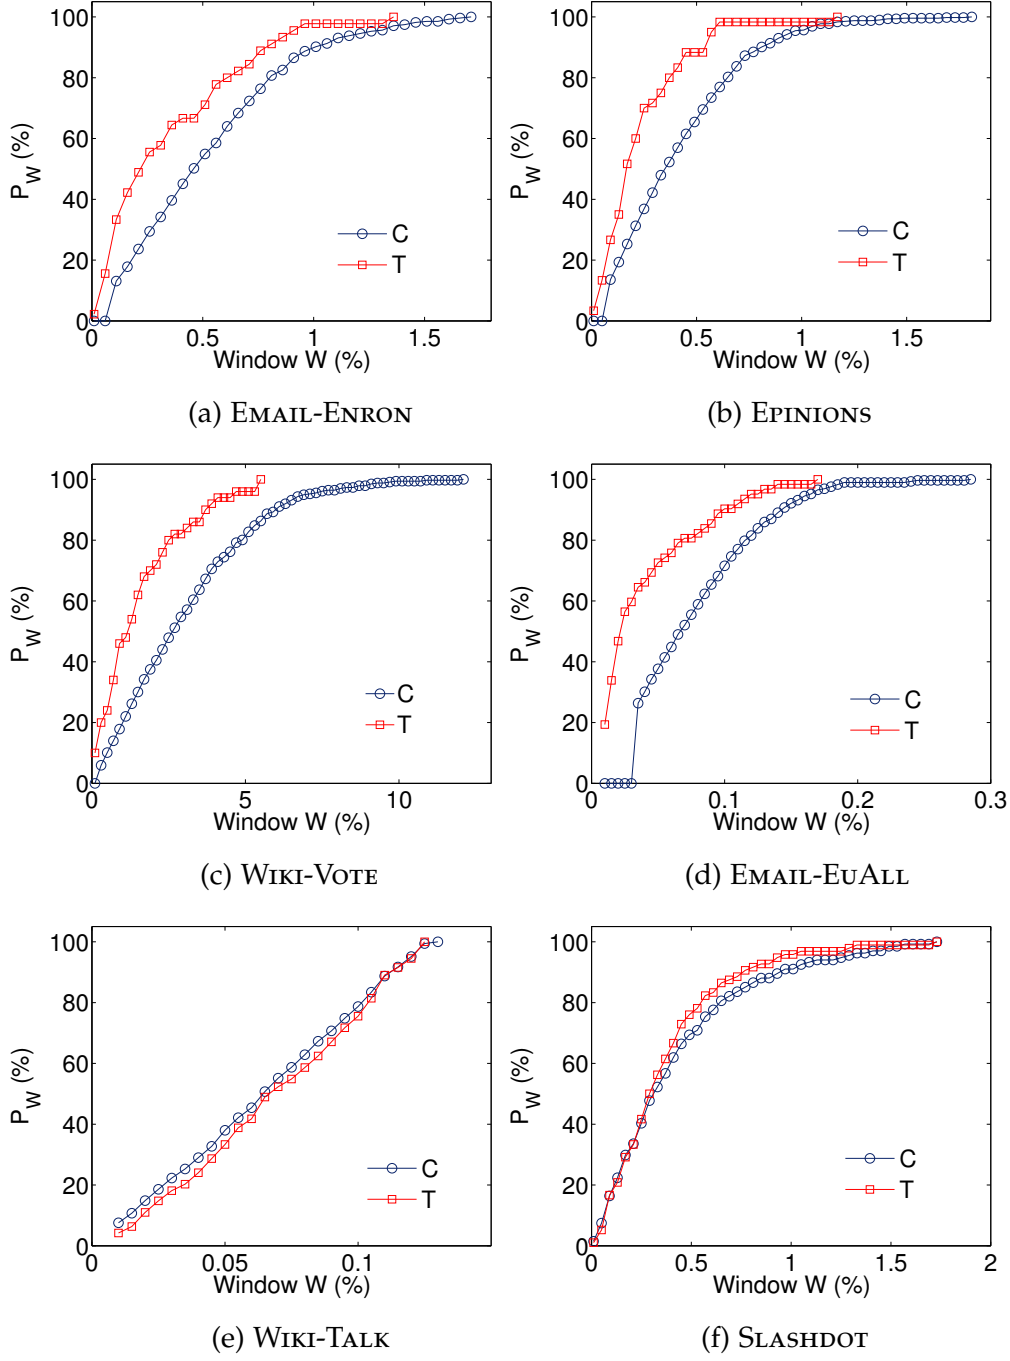 100
80
60
40
20
0
P_W (%)
0 0.5 1 1.5
Window W (%)
C
T
(a) EMAIL-ENRON
100
80
60
40
20
0
P_W (%)
0 0.5 1 1.5
Window W (%)
C
T
(b) EPINIONS
100
80
60
40
20
0
P_W (%)
0 5 10
Window W (%)
C
T
(c) WIKI-VOTE
100
80
60
40
20
0
P_W (%)
0 0.1 0.2 0.3
Window W (%)
C
T
(d) EMAIL-EUALL
100
80
60
40
20
0
P_W (%)
0 0.05 0.1
Window W (%)
C
T
(e) WIKI-TALK
100
80
60
40
20
0
P_W (%)
0 0.5 1 1.5 2
Window W (%)
C
T
(f) SLASHDOT